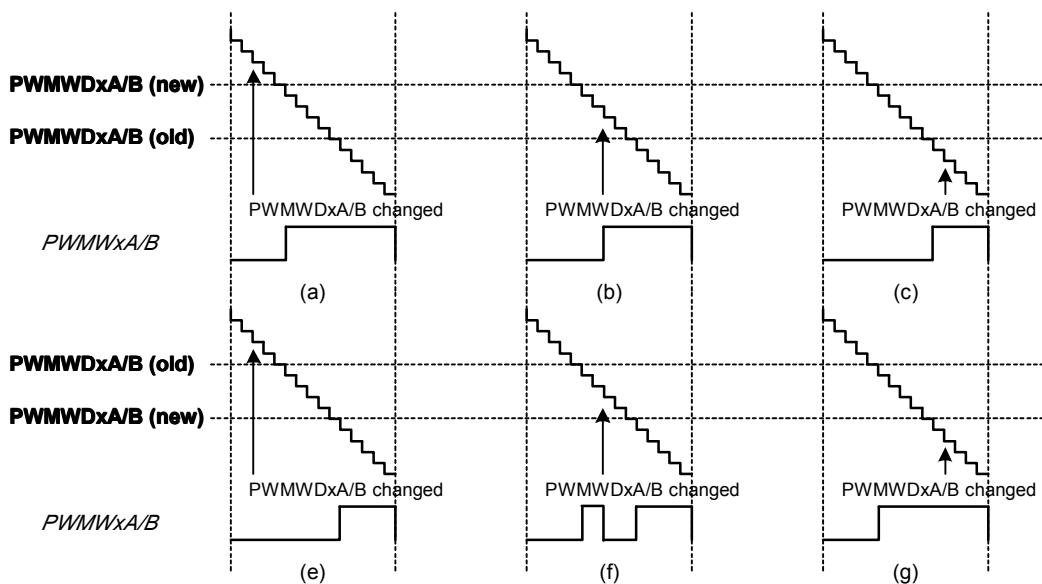 PWMWDxA/B (new)
PWMWDxA/B (old)
PWMWDxA/B changed
PWMWDxA/B changed
PWMWDxA/B changed
PWMWxA/B
(a)
(b)
(c)
PWMWDxA/B (old)
PWMWDxA/B (new)
PWMWDxA/B changed
PWMWDxA/B changed
PWMWDxA/B changed
PWMWxA/B
(e)
(f)
(g)